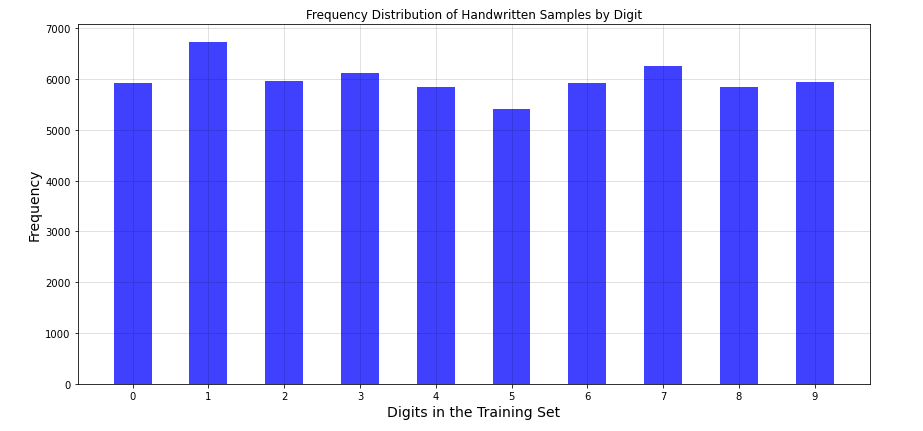 Frequency Distribution of Handwritten Samples by Digit
7000
6000
5000
4000
3000
2000
1000
0
Frequency
0 1 2 3 4 5 6 7 8 9
Digits in the Training Set